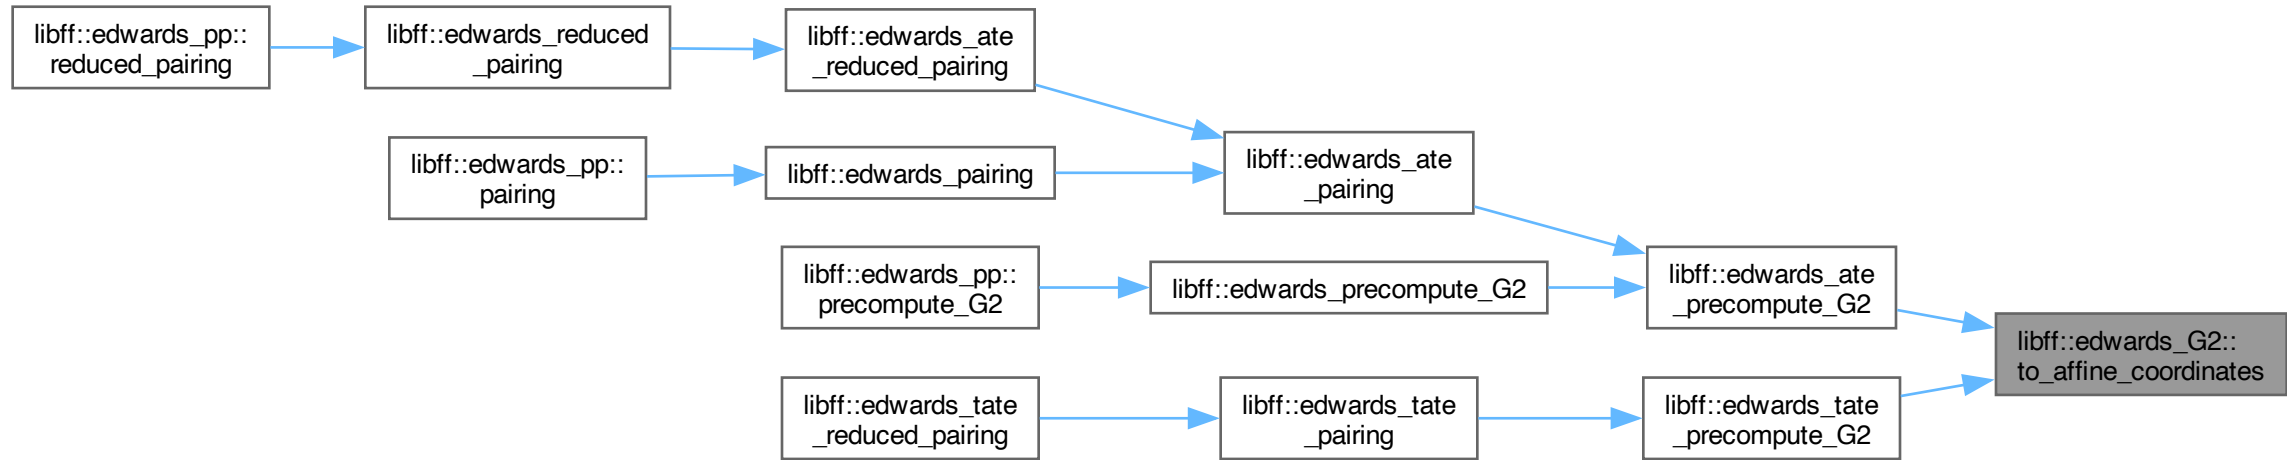 libff::edwards_pp::
reduced_pairing
libff::edwards_reduced
_pairing
libff::edwards_ate
_reduced_pairing
libff::edwards_pp::
pairing
libff::edwards_pairing
libff::edwards_ate
_pairing
libff::edwards_pp::
precompute_G2
libff::edwards_precompute_G2
libff::edwards_ate
_precompute_G2
libff::edwards_G2::
to_affine_coordinates
libff::edwards_tate
_reduced_pairing
libff::edwards_tate
_pairing
libff::edwards_tate
_precompute_G2